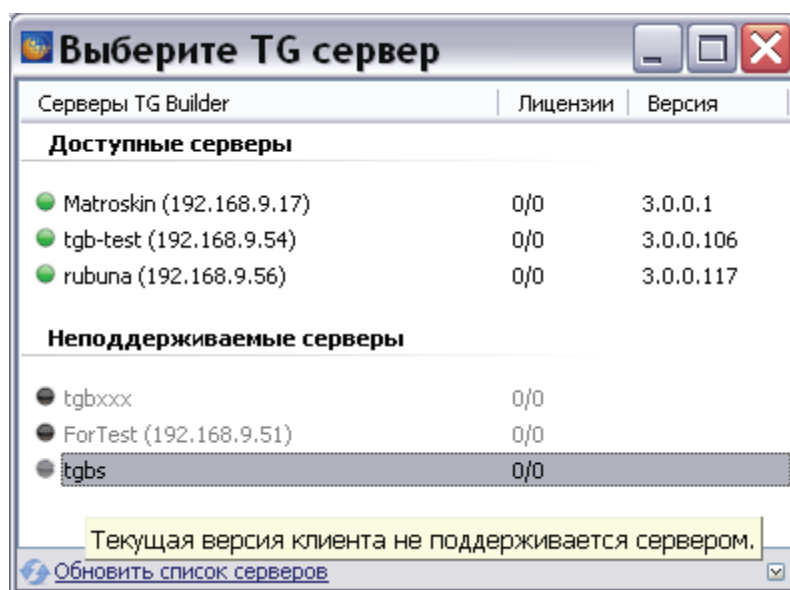 Выберите TG сервер
Серверы TG Builder Лицензии Версия
Доступные серверы
Matroskin (192.168.9.17) 0/0 3.0.0.1
tgb-test (192.168.9.54) 0/0 3.0.0.106
rubuna (192.168.9.56) 0/0 3.0.0.117
Неподдерживаемые серверы
tgbxxx 0/0
ForTest (192.168.9.51) 0/0
tgbs 0/0
Текущая версия клиента не поддерживается сервером.
Обновить список серверов